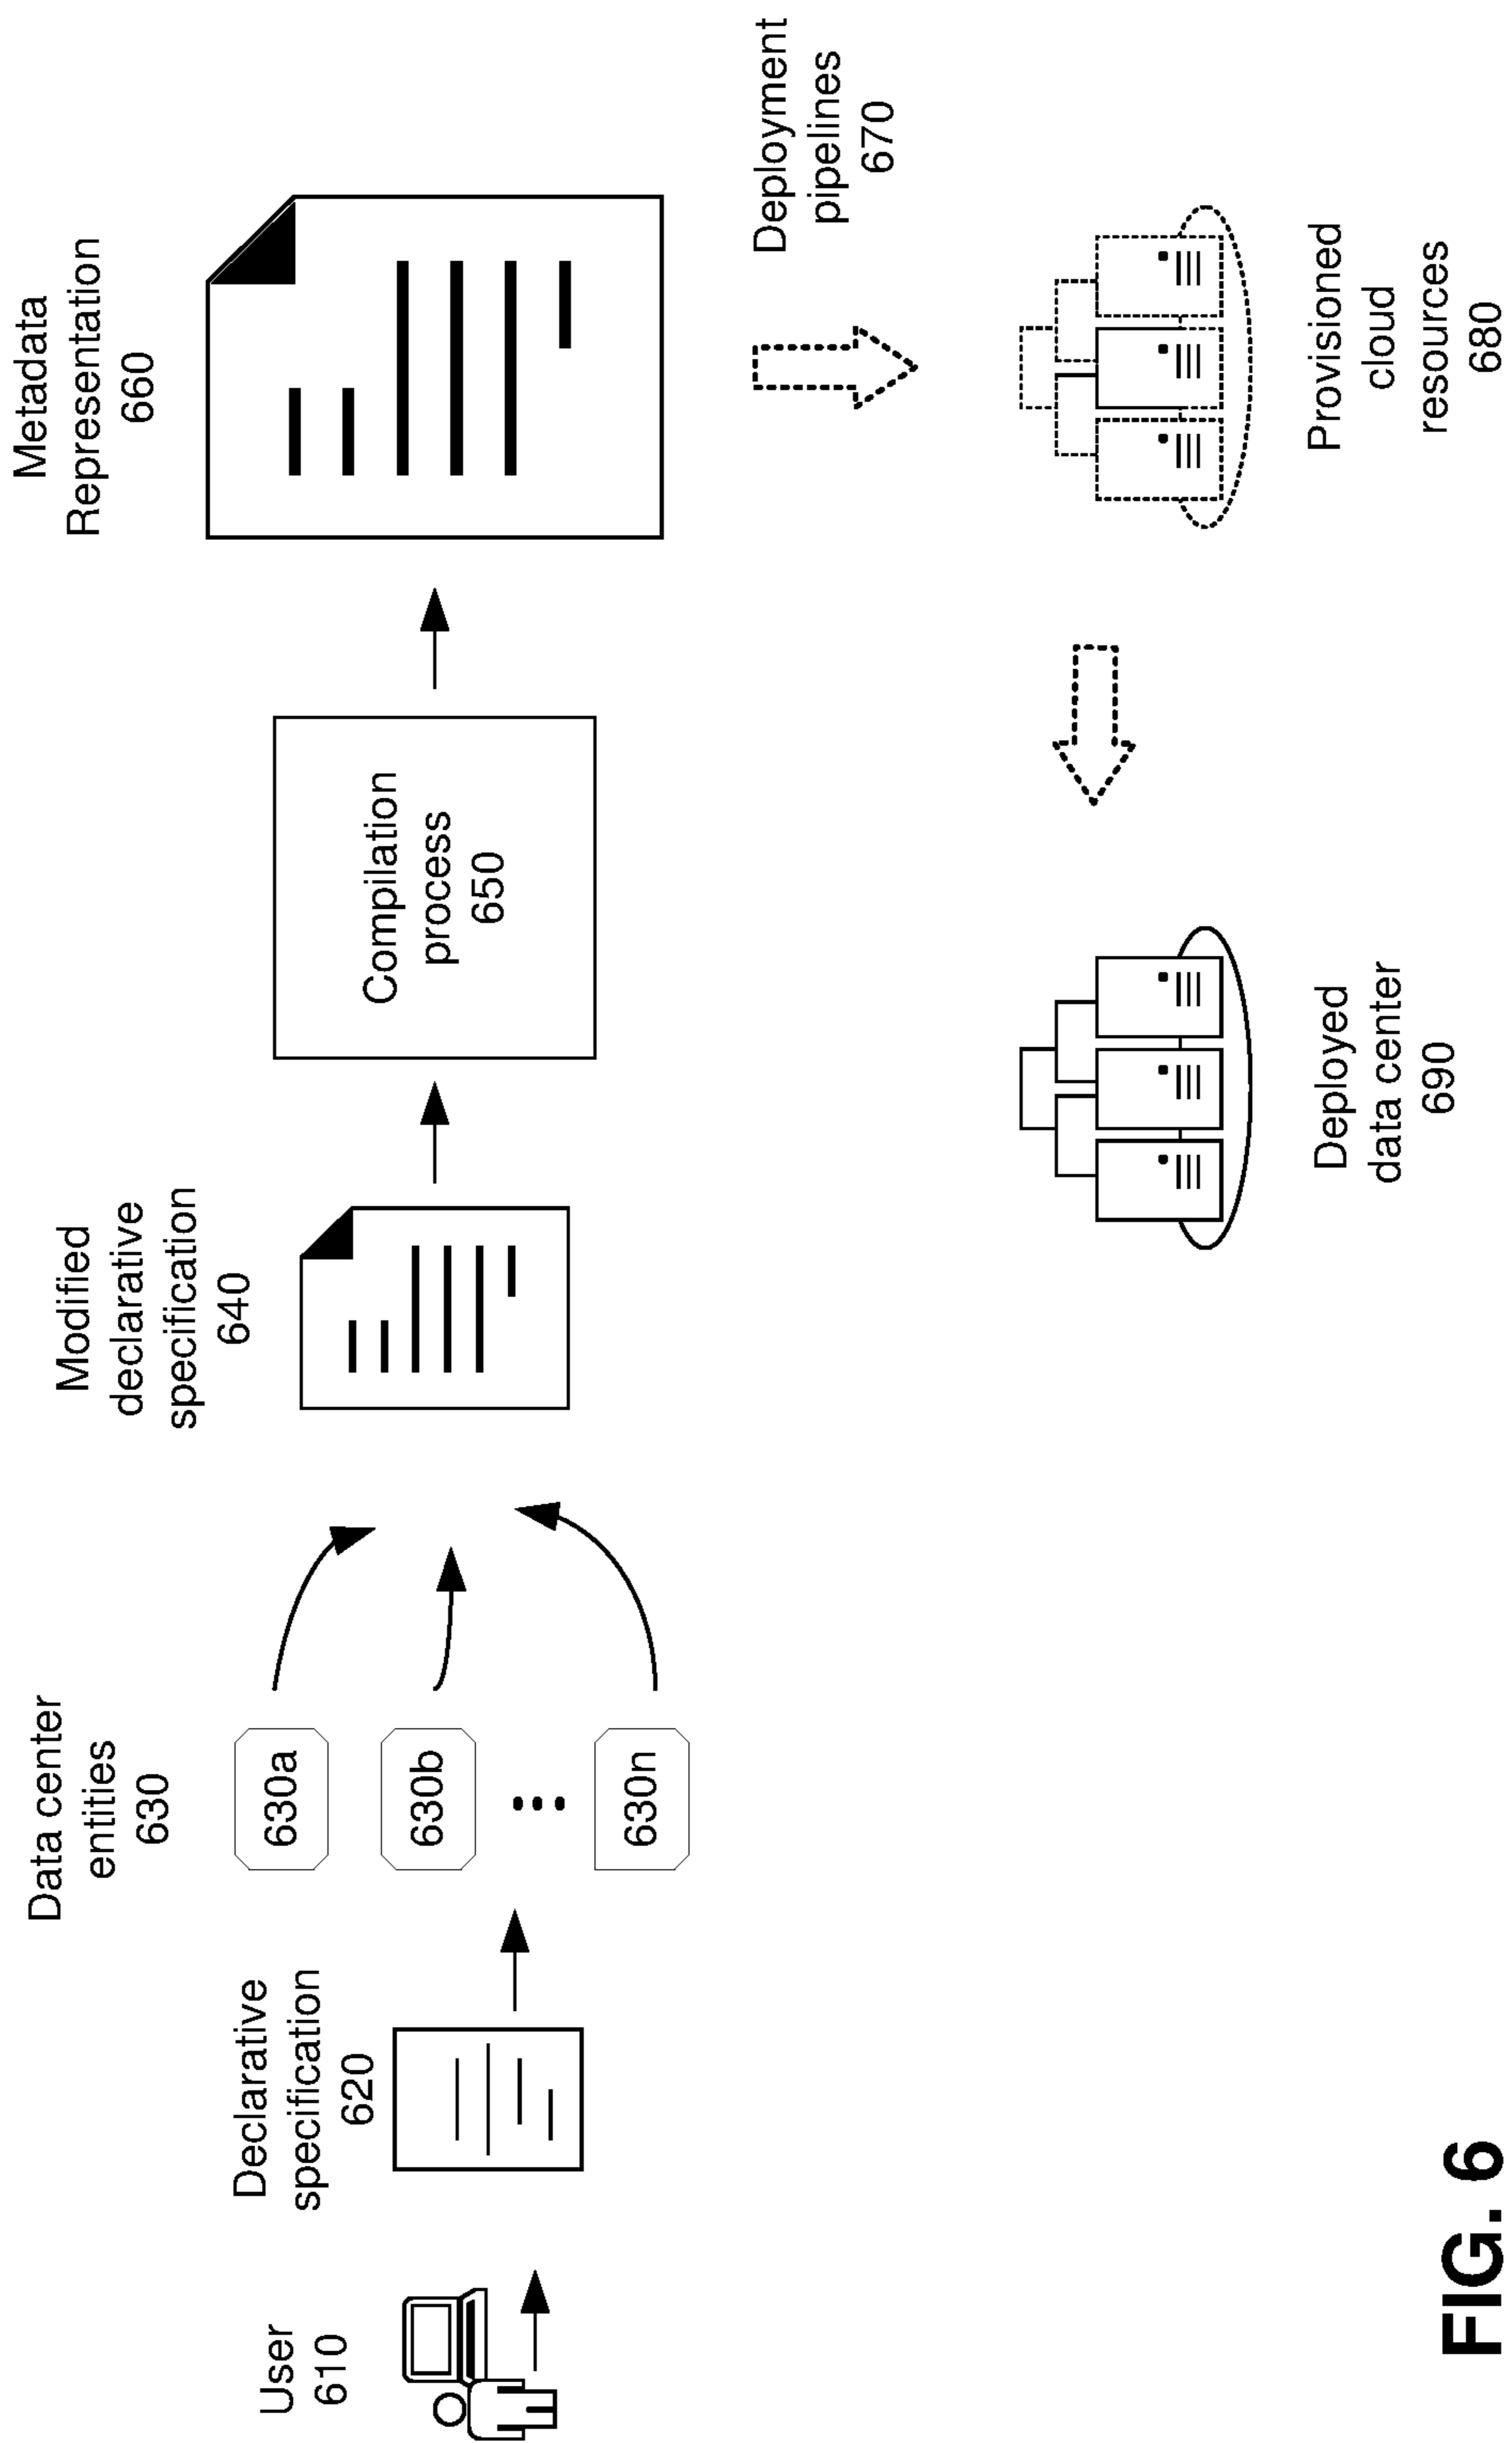 User
610
Declarative
specification
620
Data center
entities
630
630a
630b
630n
Modified
declarative
specification
640
Compilation
process
650
Metadata
Representation
660
Deployment
pipelines
670
Provisioned
cloud
resources
680
Deployed
data center
690
FIG. 6